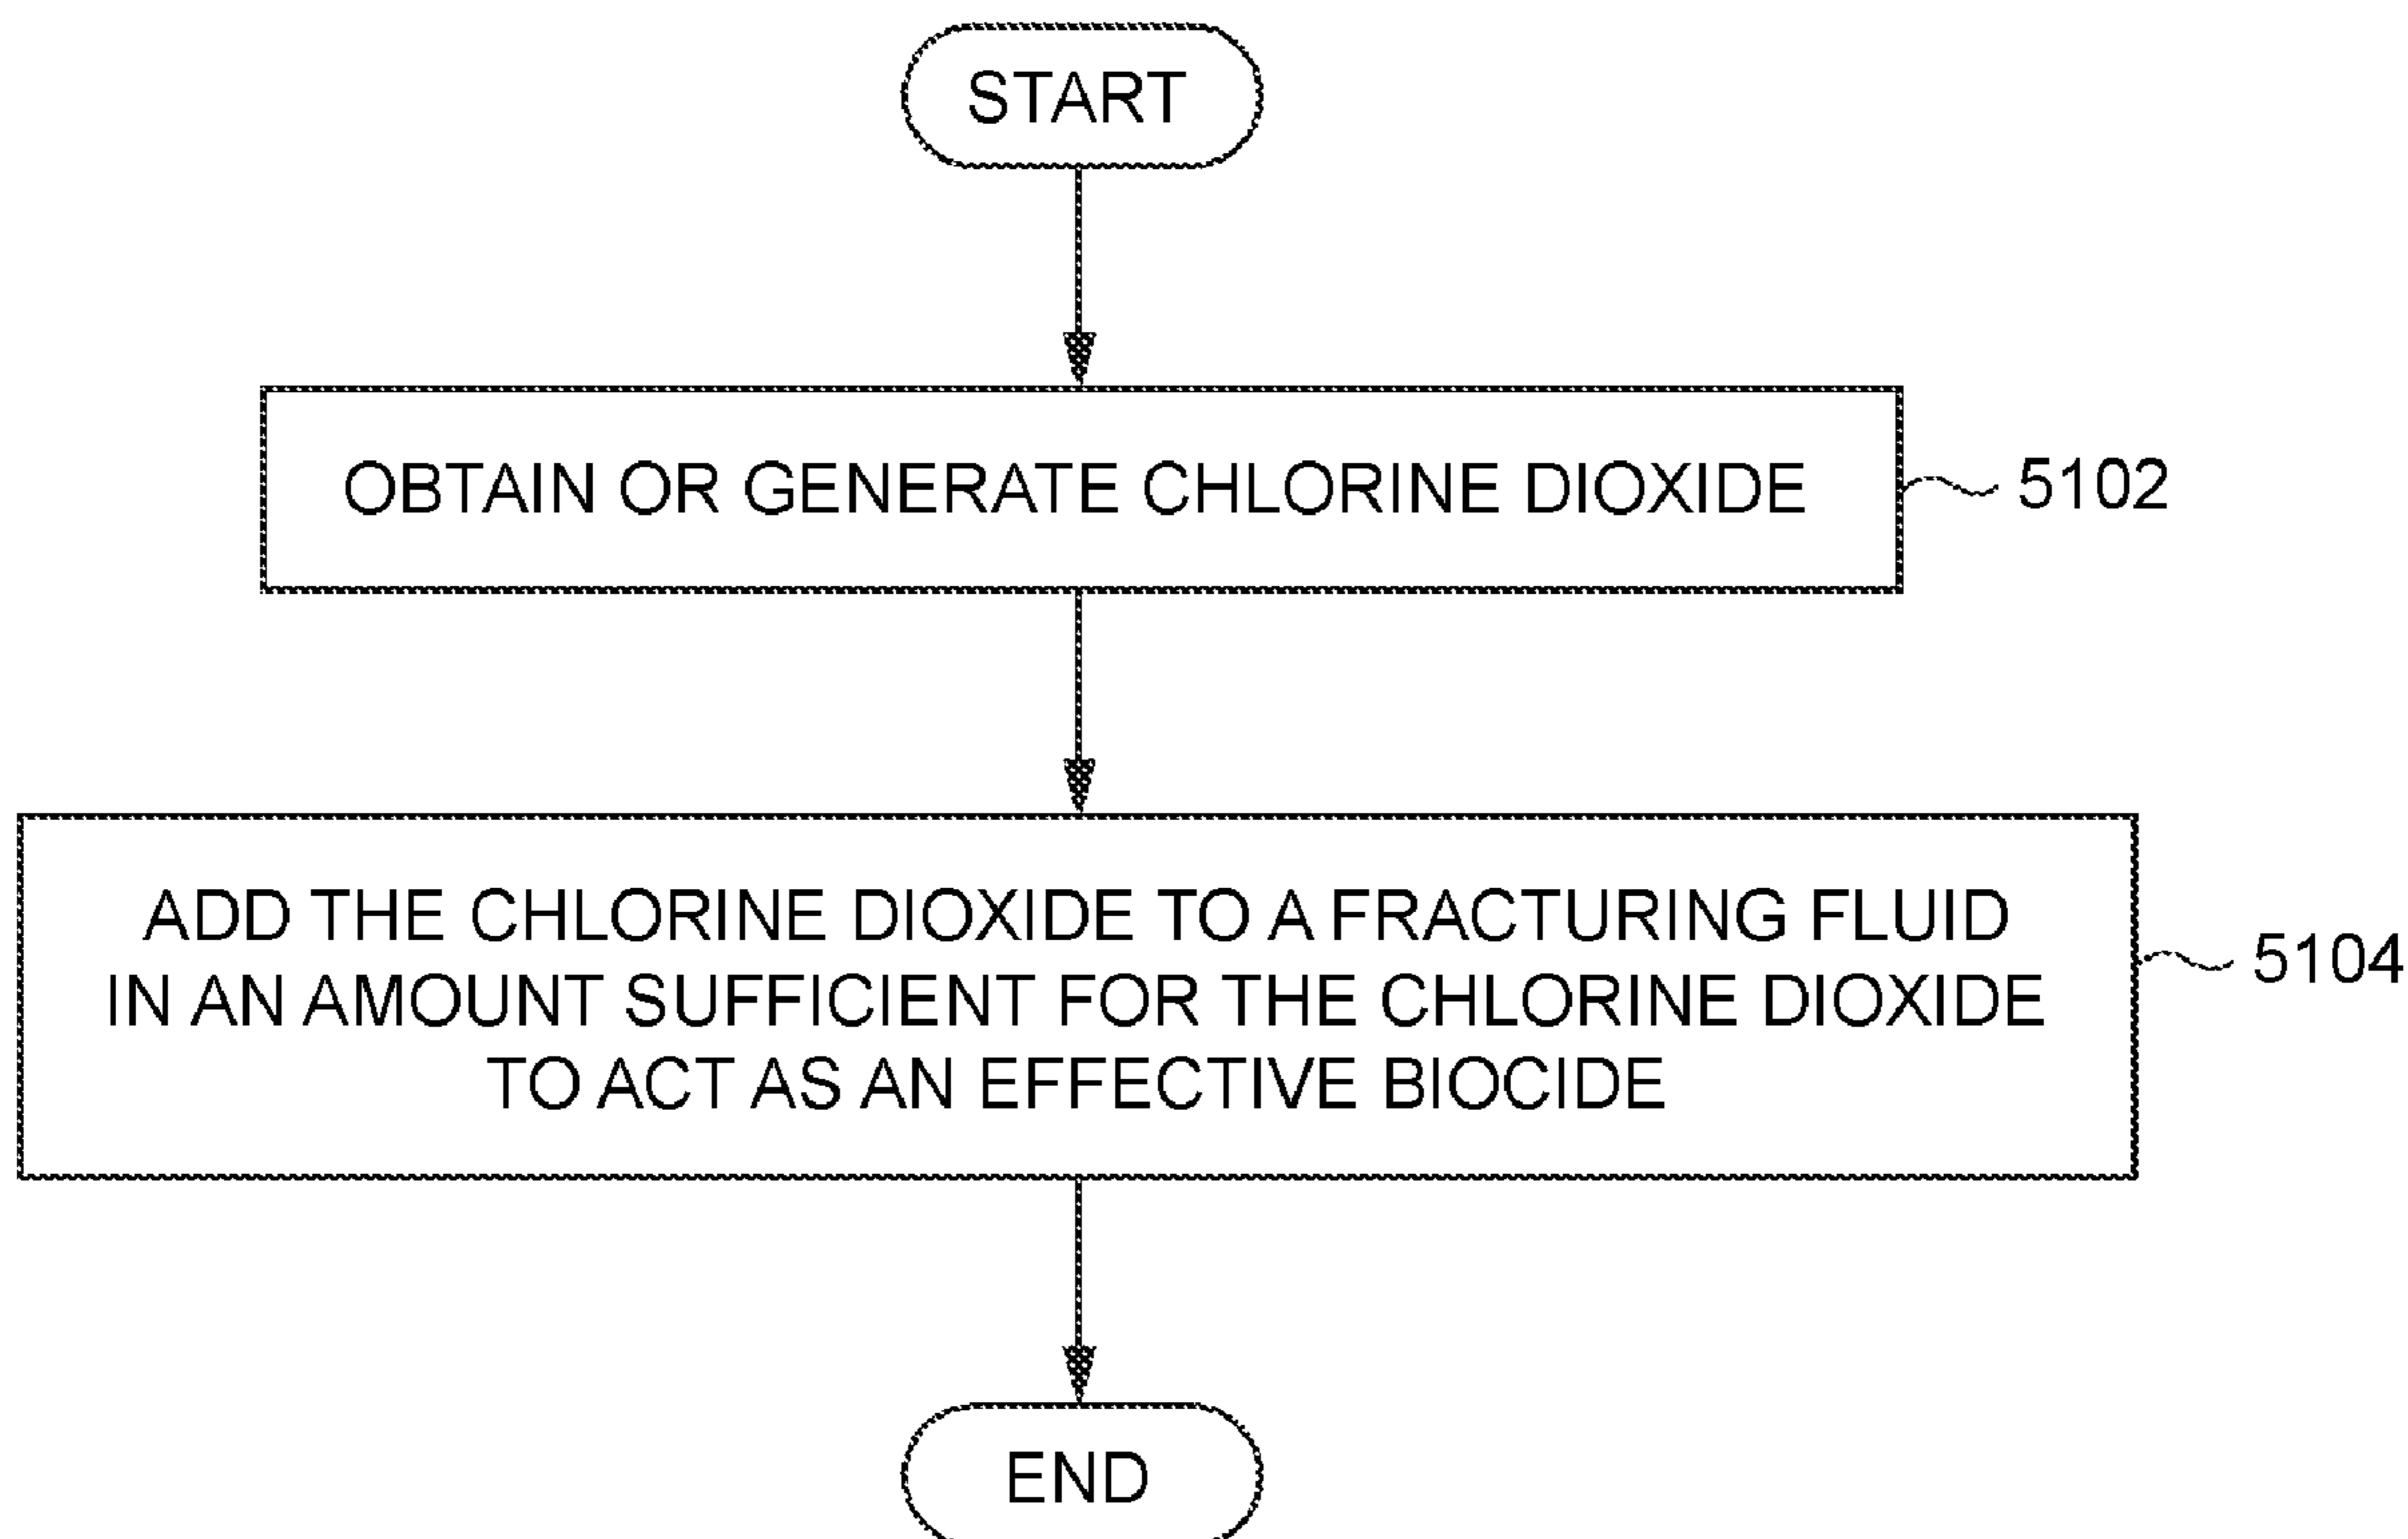 START
OBTAIN OR GENERATE CHLORINE DIOXIDE
5102
ADD THE CHLORINE DIOXIDE TO A FRACTURING FLUID
IN AN AMOUNT SUFFICIENT FOR THE CHLORINE DIOXIDE
TO ACT AS AN EFFECTIVE BIOCIDE
5104
END